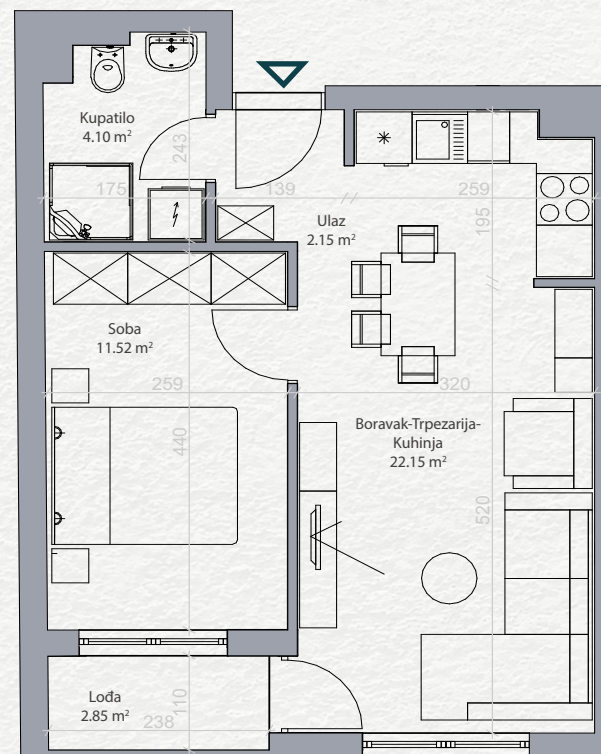 Kupatilo
4.10 m²
243
175
139
259
195
Ulaz
2.15 m²
Soba
11.52 m²
259
320
440
Boravak-Trpezarija-
Kuhinja
22.15 m²
520
Lođa
2.85 m²
110
238